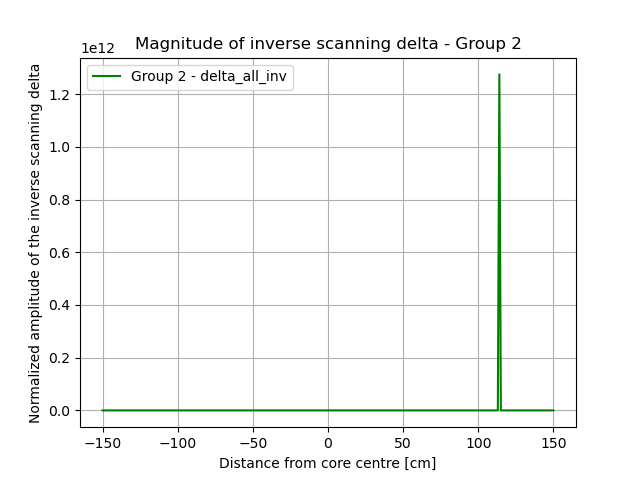 Magnitude of inverse scanning delta - Group 2
1e12
Group 2 - delta_all_inv
Normalized amplitude of the inverse scanning delta
1.2
1.0
0.8
0.6
0.4
0.2
0.0
−150 −100 −50 0 50 100 150
Distance from core centre [cm]